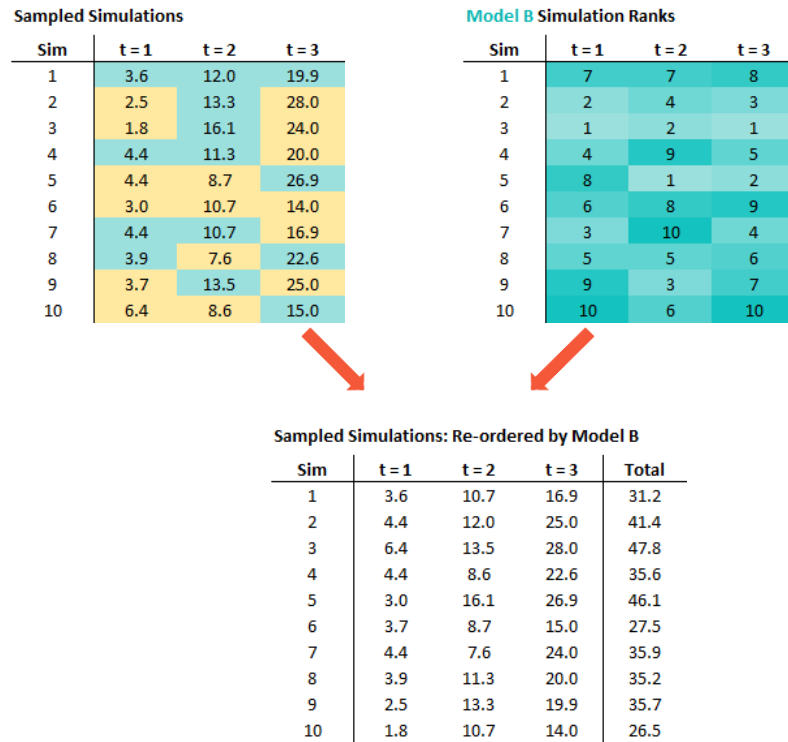 Sampled Simulations
Sim t = 1 t = 2 t = 3
1 3.6 12.0 19.9
2 2.5 13.3 28.0
3 1.8 16.1 24.0
4 4.4 11.3 20.0
5 4.4 8.7 26.9
6 3.0 10.7 14.0
7 4.4 10.7 16.9
8 3.9 7.6 22.6
9 3.7 13.5 25.0
10 6.4 8.6 15.0
Model B Simulation Ranks
Sim t = 1 t = 2 t = 3
1 7 7 8
2 2 4 3
3 1 2 1
4 4 9 5
5 8 1 2
6 6 8 9
7 3 10 4
8 5 5 6
9 9 3 7
10 10 6 10
Sampled Simulations: Re-ordered by Model B
Sim t = 1 t = 2 t = 3 Total
1 3.6 10.7 16.9 31.2
2 4.4 12.0 25.0 41.4
3 6.4 13.5 28.0 47.8
4 4.4 8.6 22.6 35.6
5 3.0 16.1 26.9 46.1
6 3.7 8.7 15.0 27.5
7 4.4 7.6 24.0 35.9
8 3.9 11.3 20.0 35.2
9 2.5 13.3 19.9 35.7
10 1.8 10.7 14.0 26.5